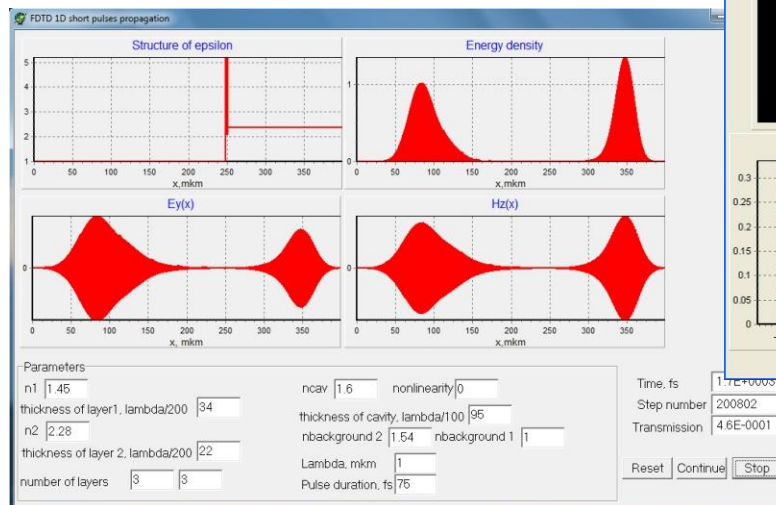 FDTD 1D short pulses propagation
Structure of epsilon
5
4
3
2
1
0 50 100 150 200 250 300 350
x,mkm
Energy density
1
0
0 50 100 150 200 250 300 350
x,mkm
Ey(x)
0
0 50 100 150 200 250 300 350
x, mkm
Hz(x)
0
0 50 100 150 200 250 300 350
x, mkm
0.3
0.25
0.2
0.15
0.1
0.05
0
Parameters
n1 1.45
thickness of layer1, lambda/200 34
n2 2.28
thickness of layer 2, lambda/200 22
number of layers 3 3
ncav 1.6 nonlinearity 0
thickness of cavity, lambda/100 95
nbackground 2 1.54 nbackground 1 1
Lambda, mkm 1
Pulse duration, fs 75
Time, fs 1.7E+0003
Step number 200802
Transmission 4.6E-0001
Reset Continue Stop